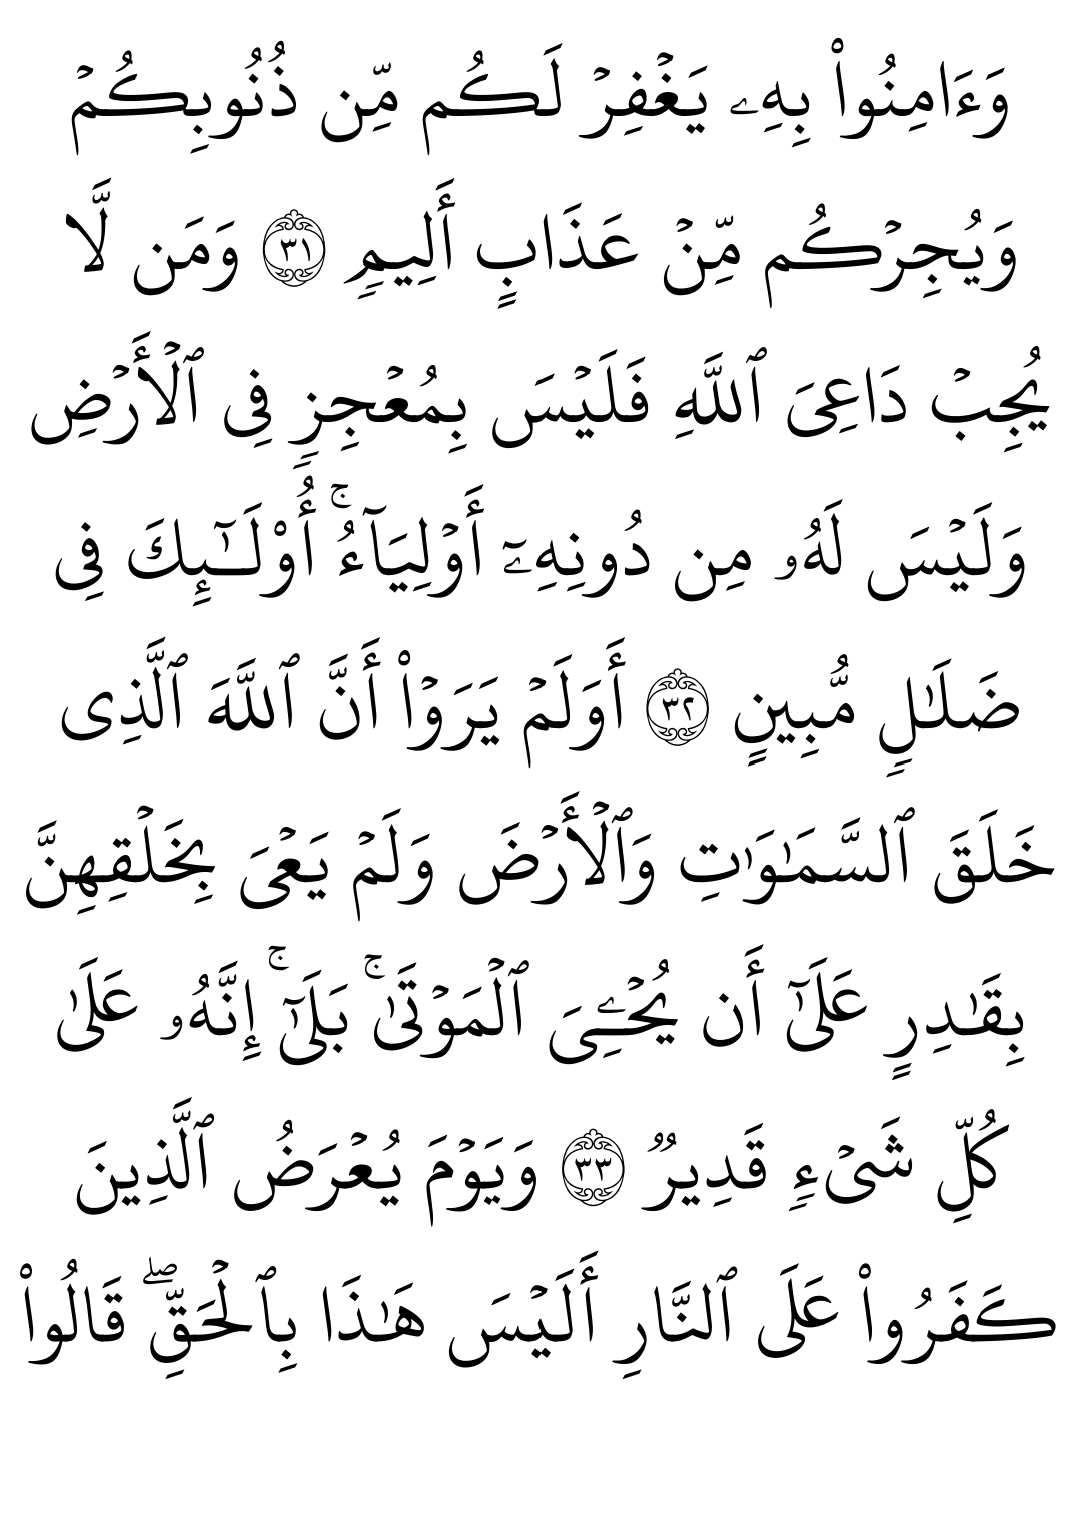 وَءَامِنُوا۟ بِهِۦ يَغْفِرْ لَكُم مِّن ذُنُوبِكُمْ
وَيُجِرْكُم مِّنْ عَذَابٍ أَلِيمٍ ٣١ وَمَن لَّا
يُجِبْ دَاعِىَ ٱللَّهِ فَلَيْسَ بِمُعْجِزٍ فِى ٱلْأَرْضِ
وَلَيْسَ لَهُۥ مِن دُونِهِۦٓ أَوْلِيَآءُ ۚ أُو۟لَـٰٓئِكَ فِى
ضَلَـٰلٍ مُّبِينٍ ٣٢ أَوَلَمْ يَرَوْا۟ أَنَّ ٱللَّهَ ٱلَّذِى
خَلَقَ ٱلسَّمَـٰوَٰتِ وَٱلْأَرْضَ وَلَمْ يَعْىَ بِخَلْقِهِنَّ
بِقَـٰدِرٍ عَلَىٰٓ أَن يُحْـِۧىَ ٱلْمَوْتَىٰ ۚ بَلَىٰٓ ۚ إِنَّهُۥ عَلَىٰ
كُلِّ شَىْءٍ قَدِيرٌ ٣٣ وَيَوْمَ يُعْرَضُ ٱلَّذِينَ
كَفَرُوا۟ عَلَى ٱلنَّارِ أَلَيْسَ هَـٰذَا بِٱلْحَقِّ ۖ قَالُوا۟